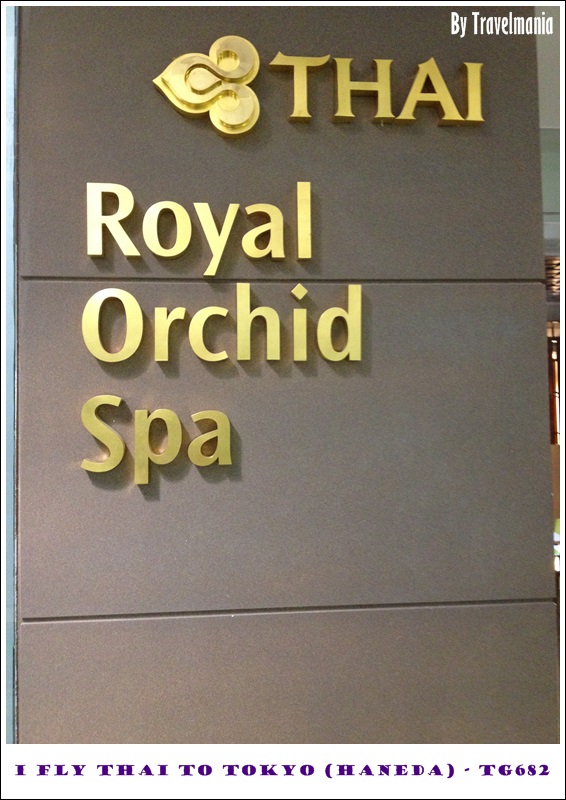 By Travelmania
THAI
Royal
Orchid
Spa
I FLY THAI TO TOKYO (HANEDA) - TG682